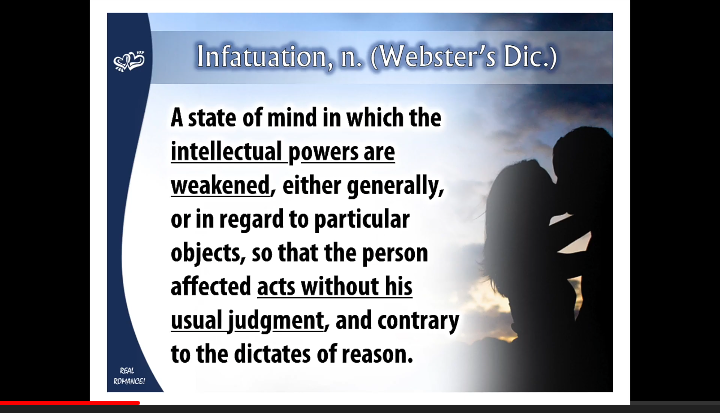 Infatuation, n. (Webster's Dic.)
A state of mind in which the
intellectual powers are
weakened, either generally,
or in regard to particular
objects, so that the person
affected acts without his
usual judgment, and contrary
to the dictates of reason.
REAL
ROMANCE!